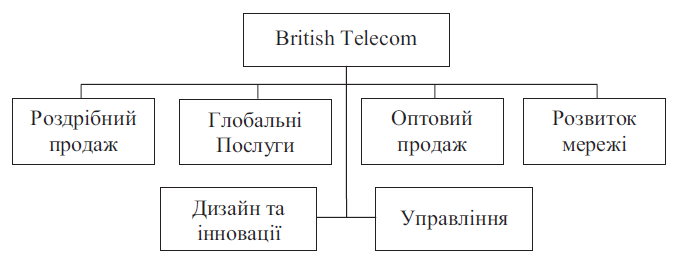 British Telecom
Роздрібний
продаж
Глобальні
Послуги
Оптовий
продаж
Розвиток
мережі
Дизайн та
інновації
Управління